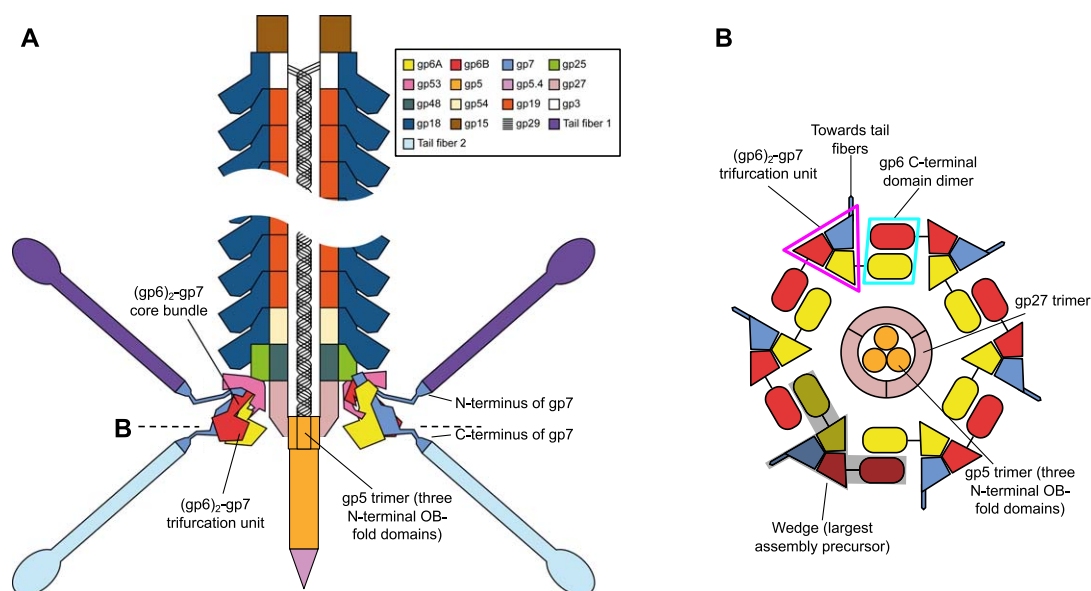 A
gp6A
gp6B
gp7
gp25
gp53
gp5
gp5.4
gp27
gp48
gp54
gp19
gp3
gp18
gp15
gp29
Tail fiber 1
Tail fiber 2
(gp6)₂-gp7
core bundle
N-terminus of gp7
B
C-terminus of gp7
(gp6)₂-gp7
trifurcation unit
gp5 trimer (three
N-terminal OB-
fold domains)
B
Towards tail
fibers
(gp6)₂-gp7
trifurcation unit
gp6 C-terminal
domain dimer
gp27 trimer
gp5 trimer (three
N-terminal OB-
fold domains)
Wedge (largest
assembly precursor)